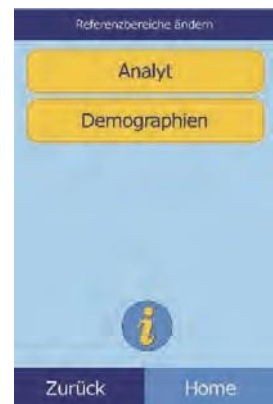 Referenzbereiche ändern
Analyt
Demographien
i
Zurück Home